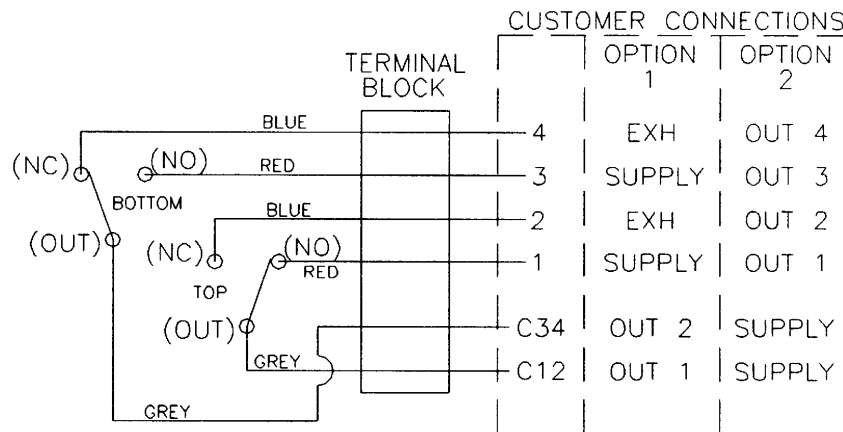 CUSTOMER CONNECTIONS
TERMINAL BLOCK
OPTION 1
OPTION 2
BLUE
4 EXH OUT 4
(NC) (NO) RED
3 SUPPLY OUT 3
BOTTOM
BLUE
2 EXH OUT 2
(OUT)
(NC) (NO)
RED
1 SUPPLY OUT 1
TOP
(OUT)
C34 OUT 2 SUPPLY
GREY
C12 OUT 1 SUPPLY
GREY